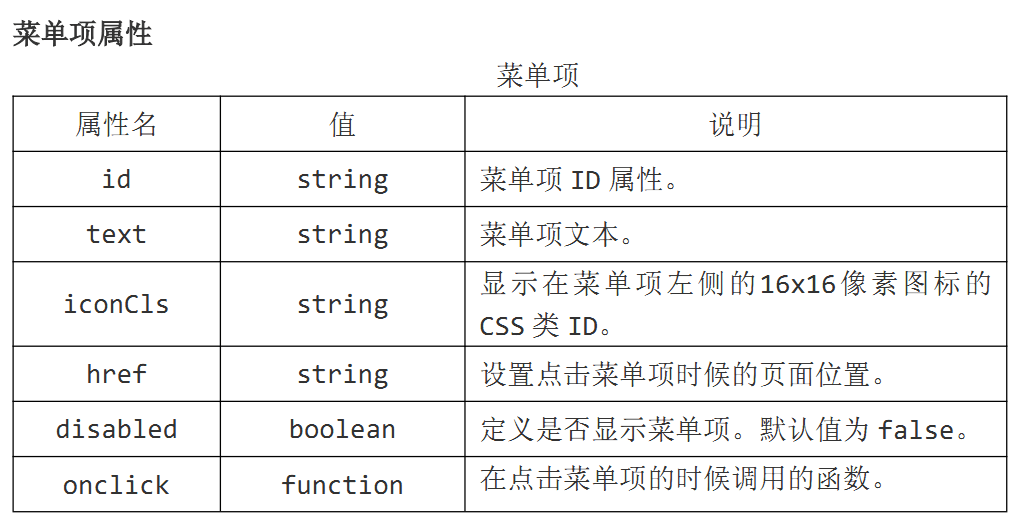 菜单项属性
菜单项
属性名 值 说明
id string 菜单项 ID 属性。
text string 菜单项文本。
iconCls string 显示在菜单项左侧的16x16像素图标的
CSS 类 ID。
href string 设置点击菜单项时候的页面位置。
disabled boolean 定义是否显示菜单项。默认值为 false。
onclick function 在点击菜单项的时候调用的函数。